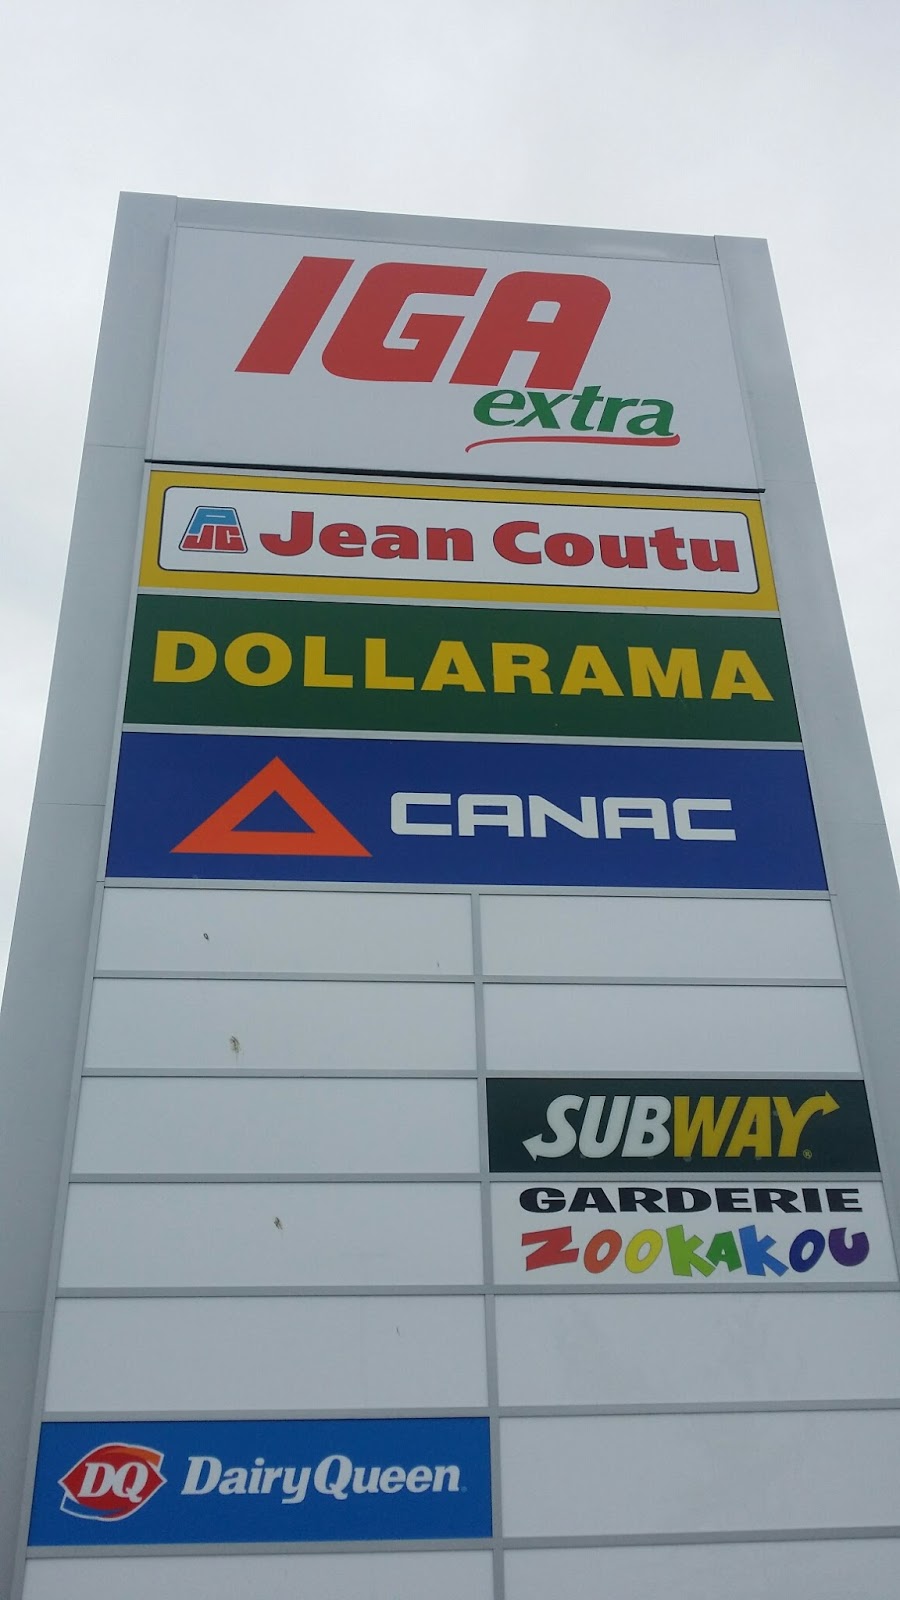 IGA
extra
PJC Jean Coutu
DOLLARAMA
CANAC
SUBWAY®
GARDERIE
ZOOKAKOU
DQ DairyQueen